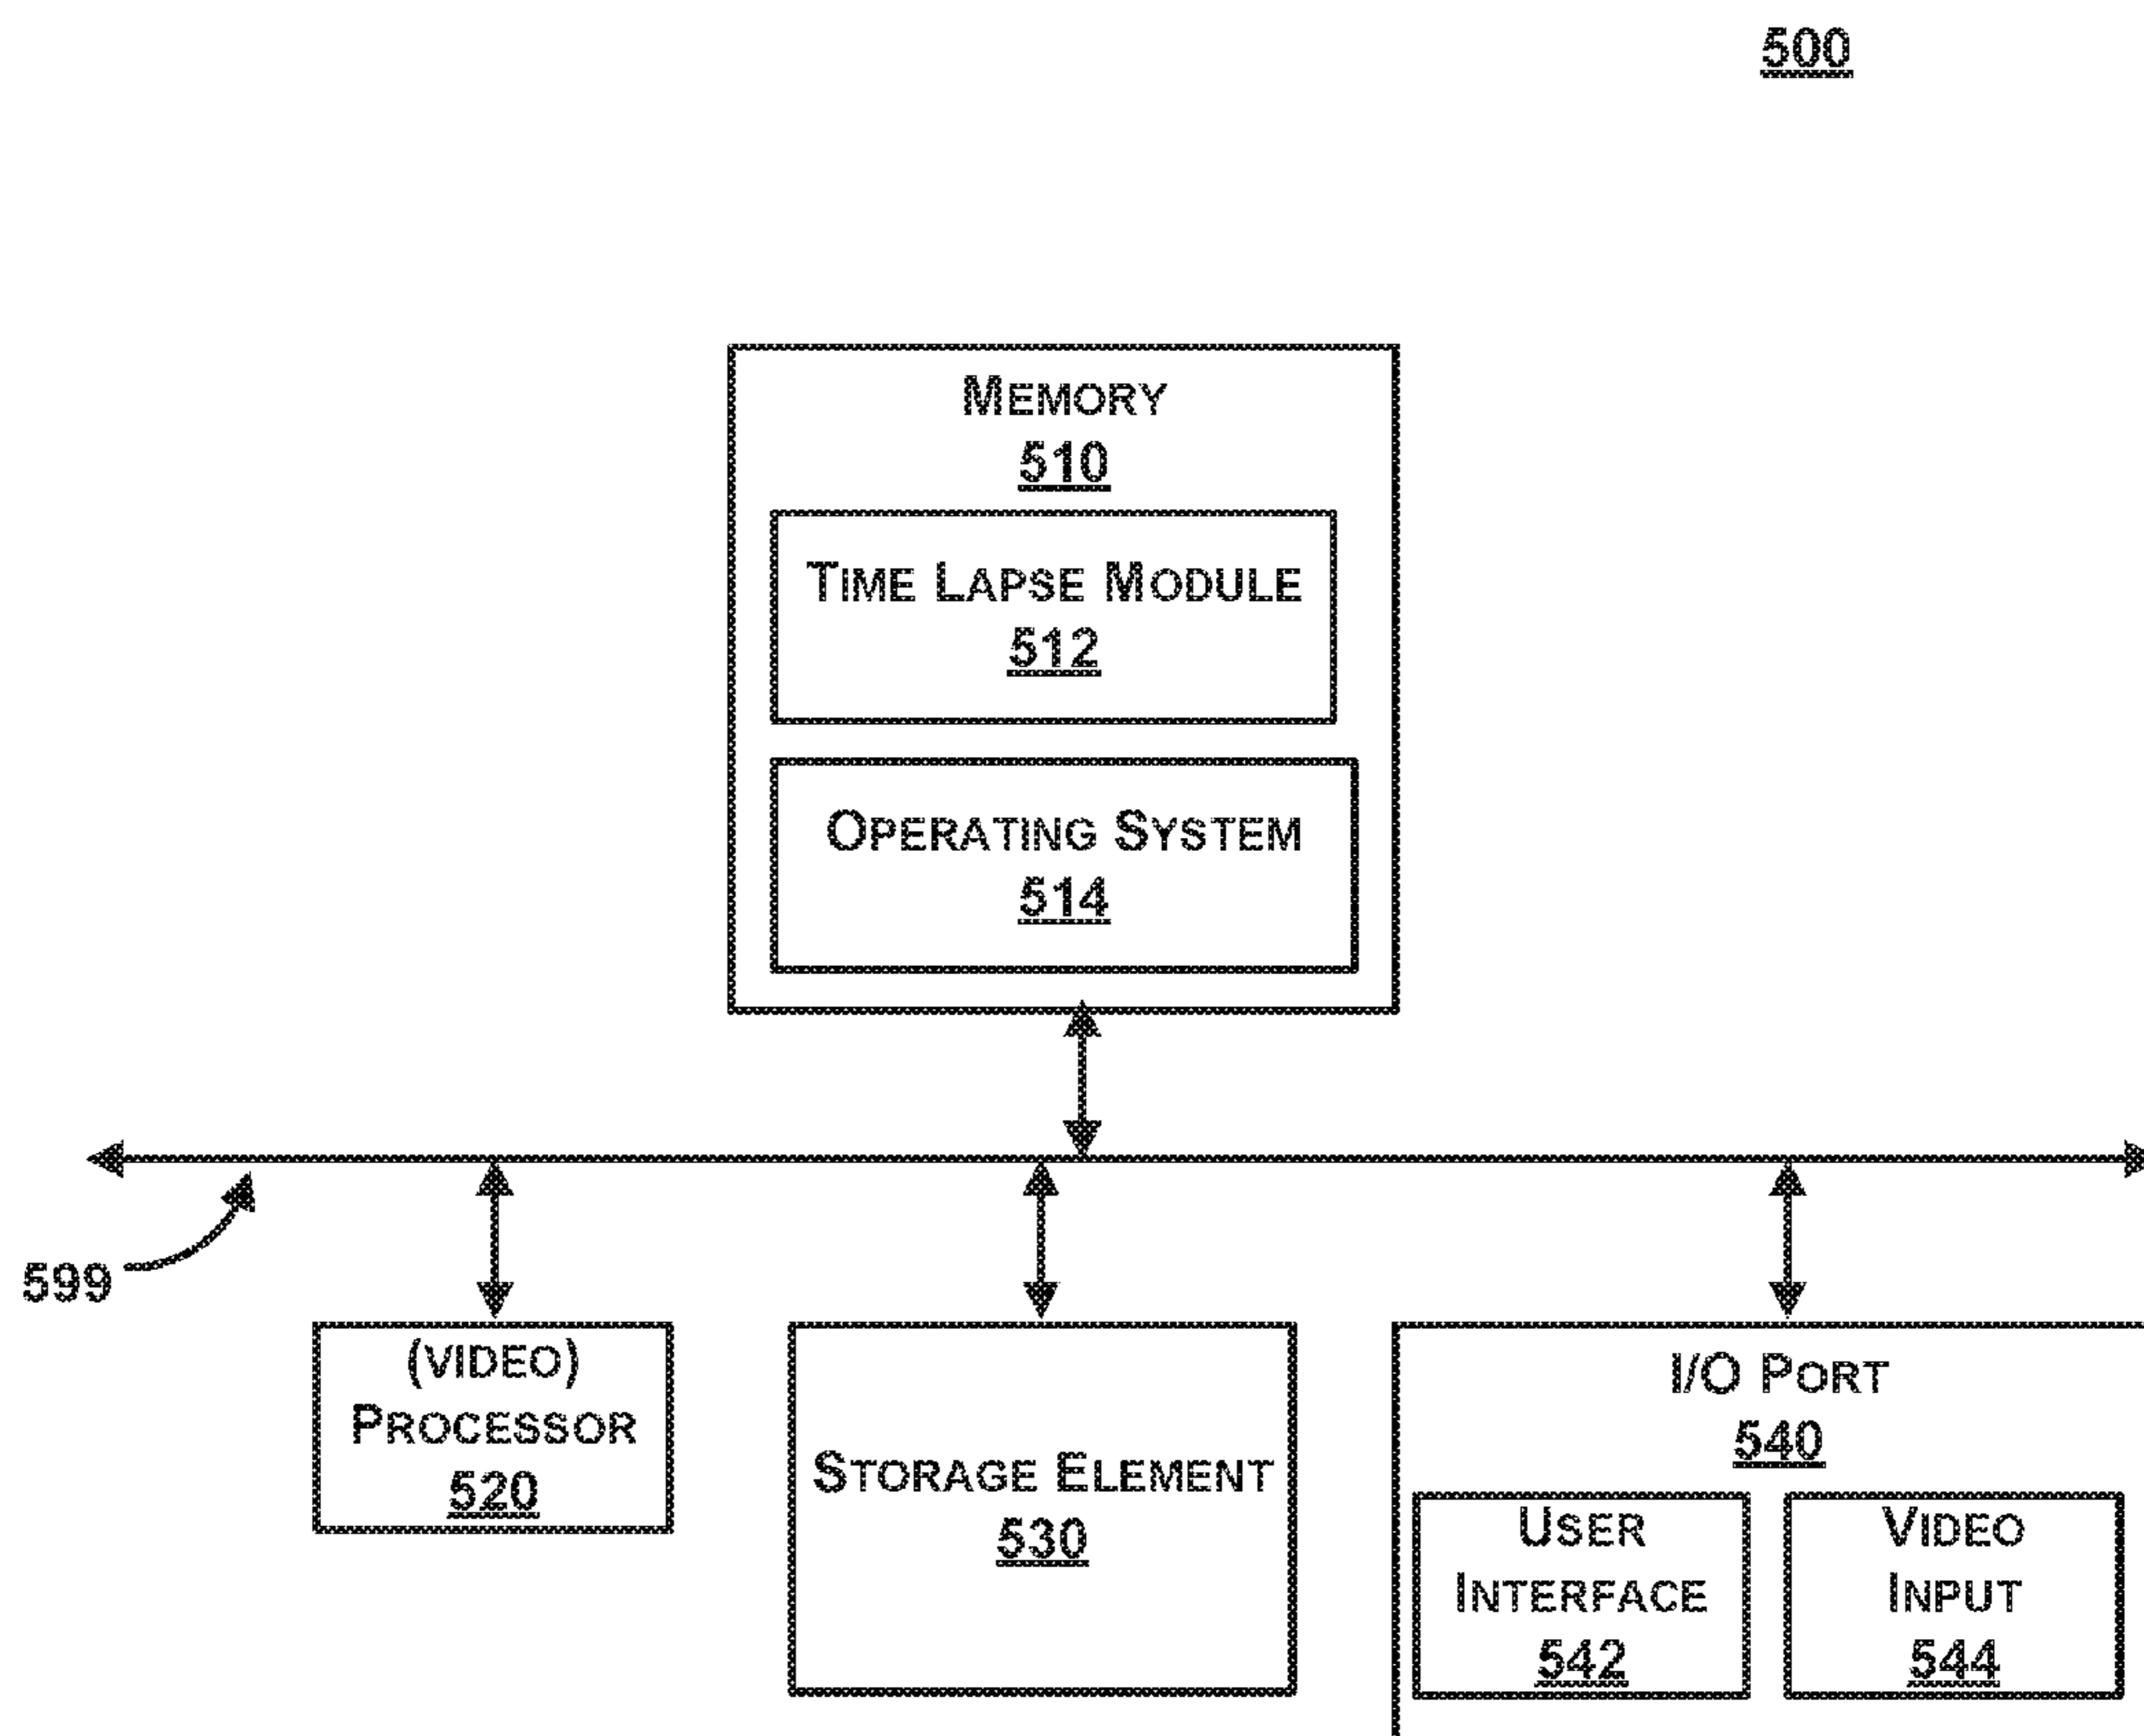 500
MEMORY
510
TIME LAPSE MODULE
512
OPERATING SYSTEM
514
599
(VIDEO)
PROCESSOR
520
STORAGE ELEMENT
530
I/O PORT
540
USER
INTERFACE
542
VIDEO
INPUT
544